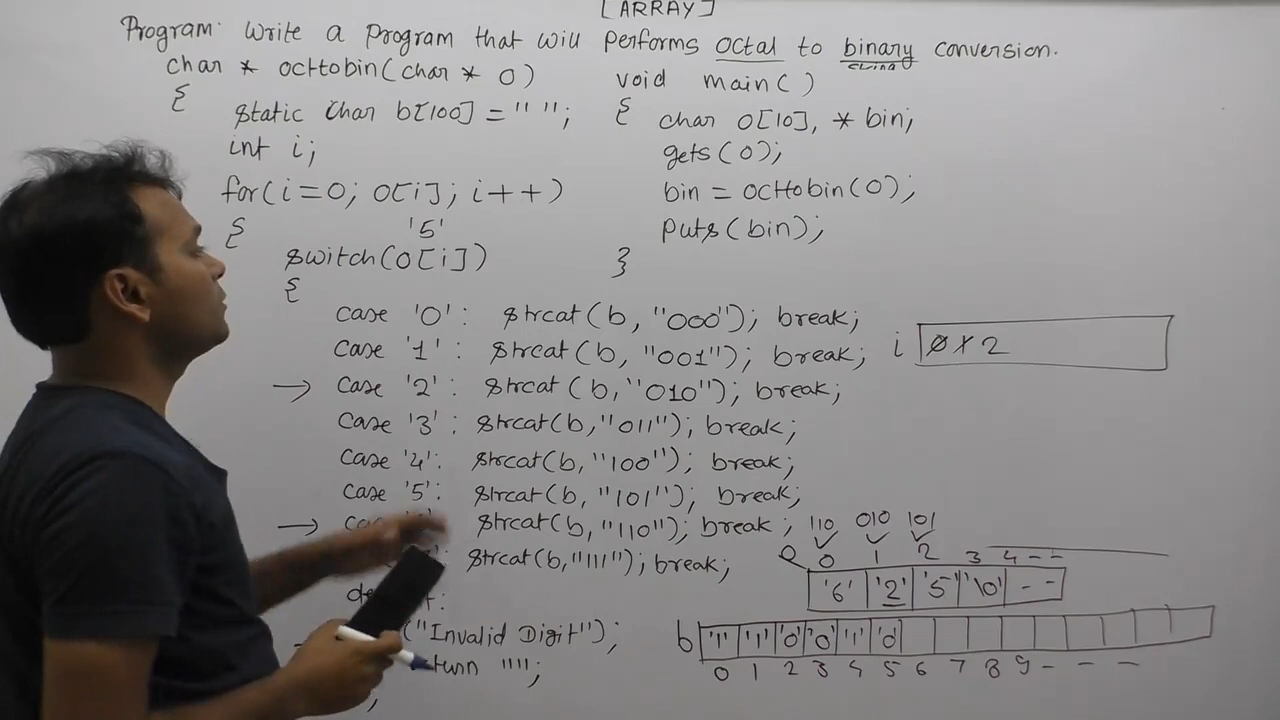 [ARRAY]
Program: Write a program that will performs octal to binary conversion.
char * octtobin(char * o)
{
static char b[100] = " ";
int i;
for(i=0; o[i]; i++)
{
'5'
switch(o[i])
{
case '0': strcat(b, "000"); break;
case '1': strcat(b, "001"); break;
case '2': strcat(b, "010"); break;
case '3': strcat(b, "011"); break;
case '4': strcat(b, "100"); break;
case '5': strcat(b, "101"); break;
strcat(b, "110"); break;
strcat(b, "111"); break;
("Invalid Digit");
"";
void main()
{
char o[10], * bin;
gets(o);
bin = octtobin(o);
puts(bin);
}
i 0 1 2
110 010 101
o 0 1 2 3 4 - -
'6' '2' '5' '\0' - -
b '1' '1' '0' '0' '1' '0'
0 1 2 3 4 5 6 7 8 9 - - -